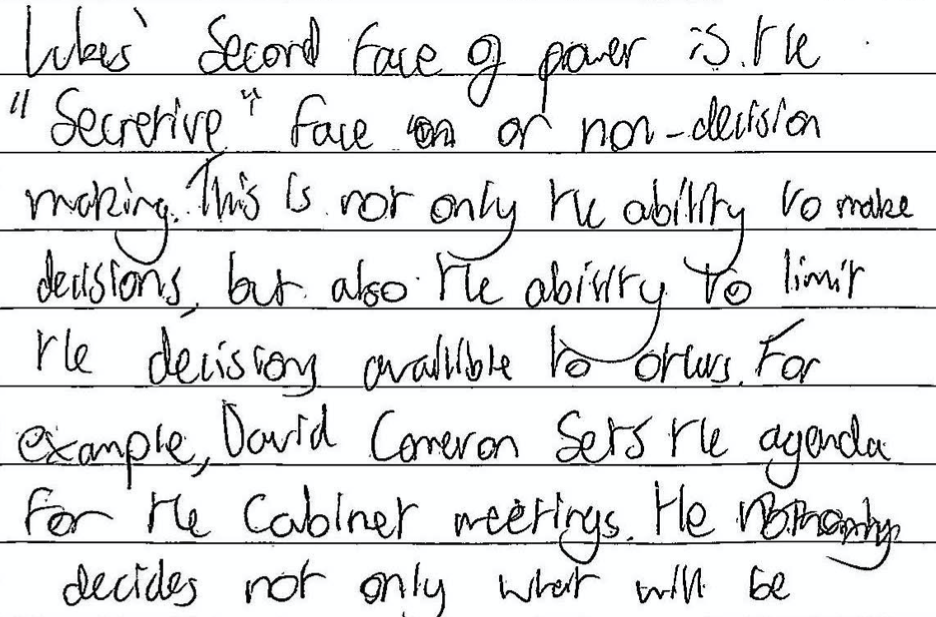 Lukes' Second face of power is the
"Secretive" face or non-decision
making. This is not only the ability to make
decisions, but also the ability to limit
the decisions availible to others. For
example, David Cameron sets the agenda
for the Cabinet meetings. He
decides not only what will be